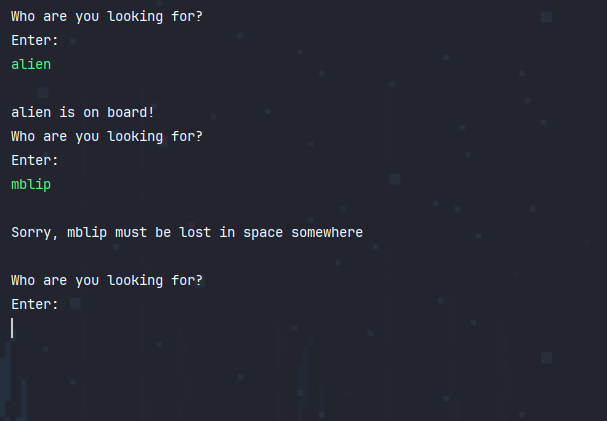 Who are you looking for?
Enter:
alien
alien is on board!
Who are you looking for?
Enter:
mblip
Sorry, mblip must be lost in space somewhere
Who are you looking for?
Enter: